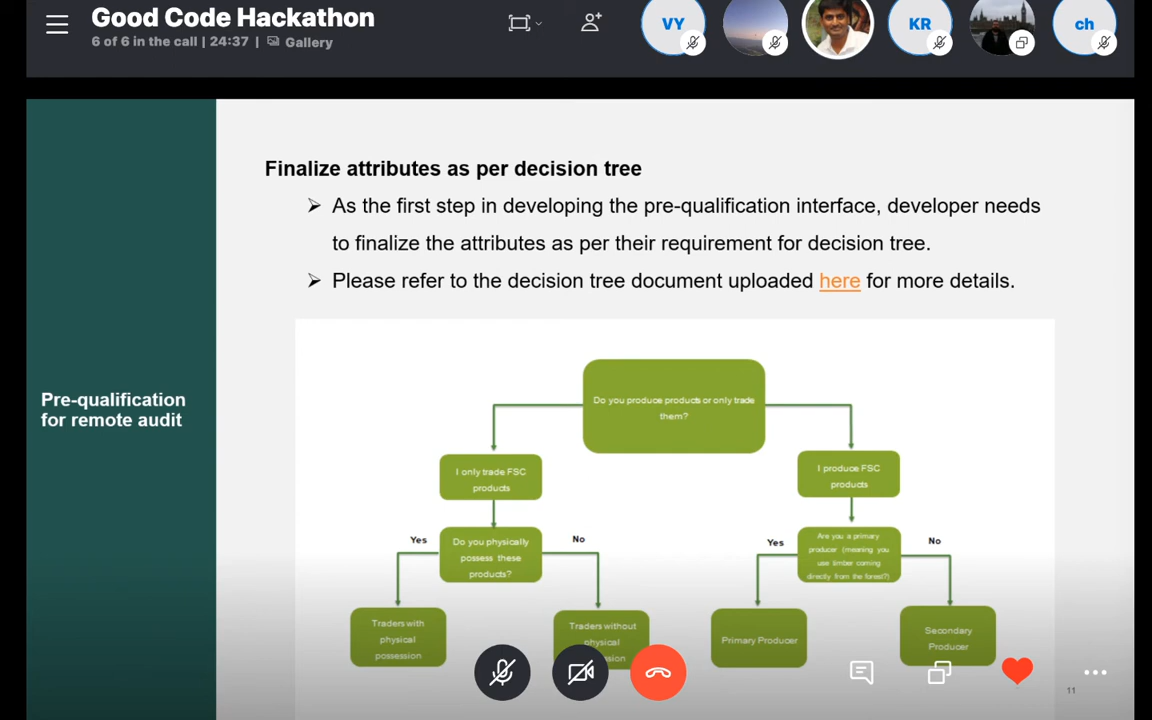 Good Code Hackathon
6 of 6 in the call | 24:37 | Gallery
VY
KR
ch
Finalize attributes as per decision tree
As the first step in developing the pre-qualification interface, developer needs
to finalize the attributes as per their requirement for decision tree.
Please refer to the decision tree document uploaded here for more details.
Pre-qualification
for remote audit
Do you produce products or only trade
them?
I only trade FSC
products
I produce FSC
products
Yes
Do you physically
possess these
products?
No
Yes
Are you a primary
producer (meaning you
use timber coming
directly from the forest?)
No
Traders with
physical
possession
Traders without
physical
Primary Producer
Secondary
Producer
11